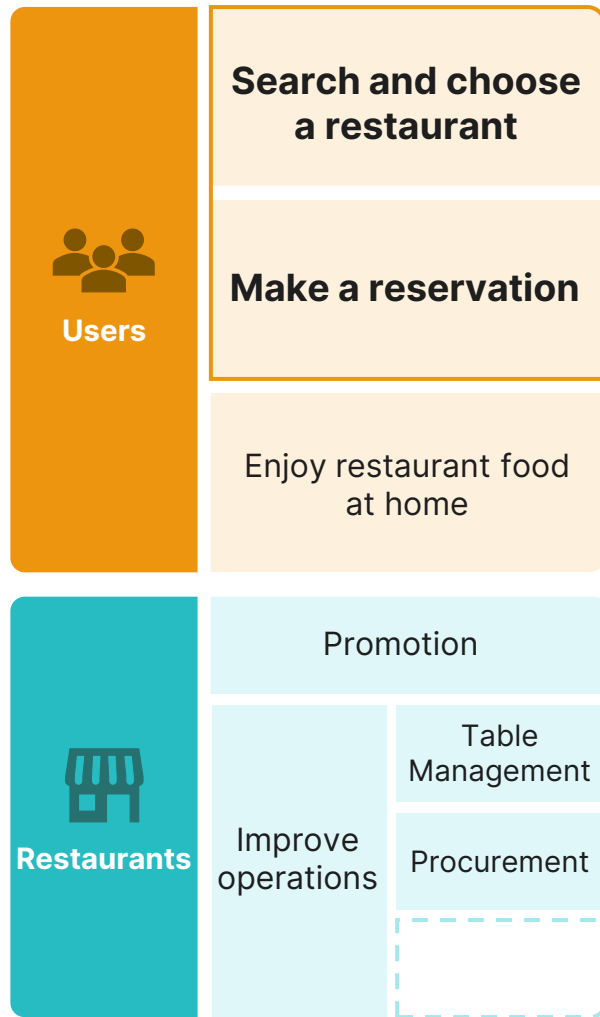 Search and choose
a restaurant
Make a reservation
Users
Enjoy restaurant food
at home
Promotion
Table
Management
Improve
operations
Restaurants
Procurement